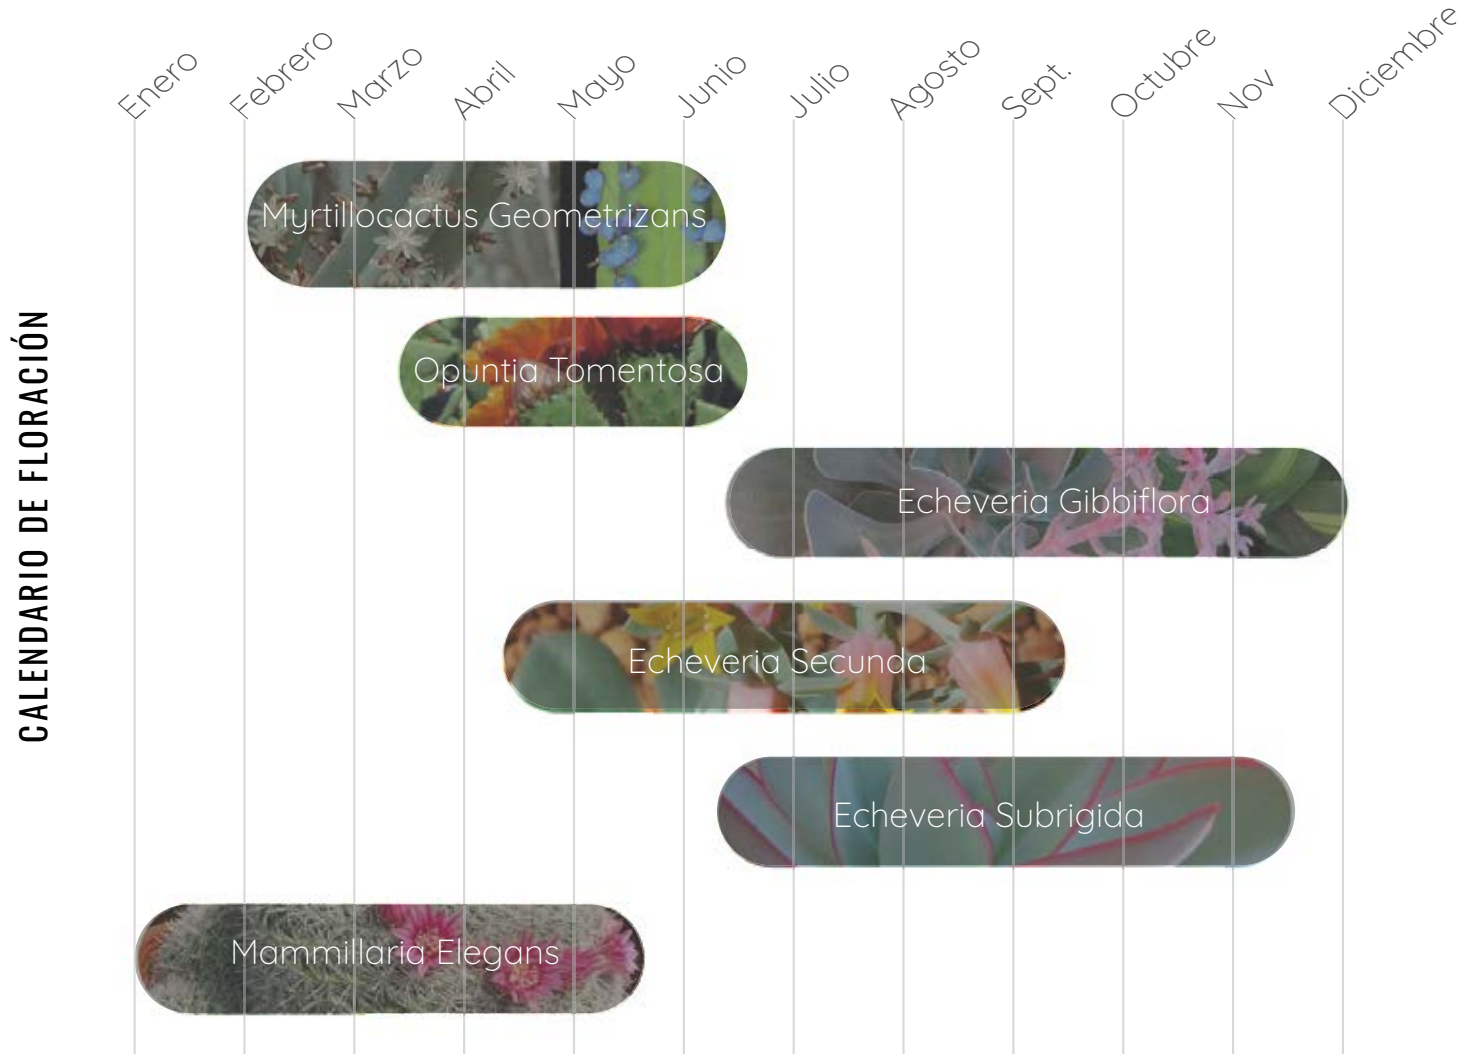 Enero
Febrero
Marzo
Abril
Mayo
Junio
Julio
Agosto
Sept.
Octubre
Nov
Diciembre
CALENDARIO DE FLORACIÓN
Myrtillocactus Geometrizans
Opuntia Tomentosa
Echeveria Gibbiflora
Echeveria Secunda
Echeveria Subrigida
Mammillaria Elegans